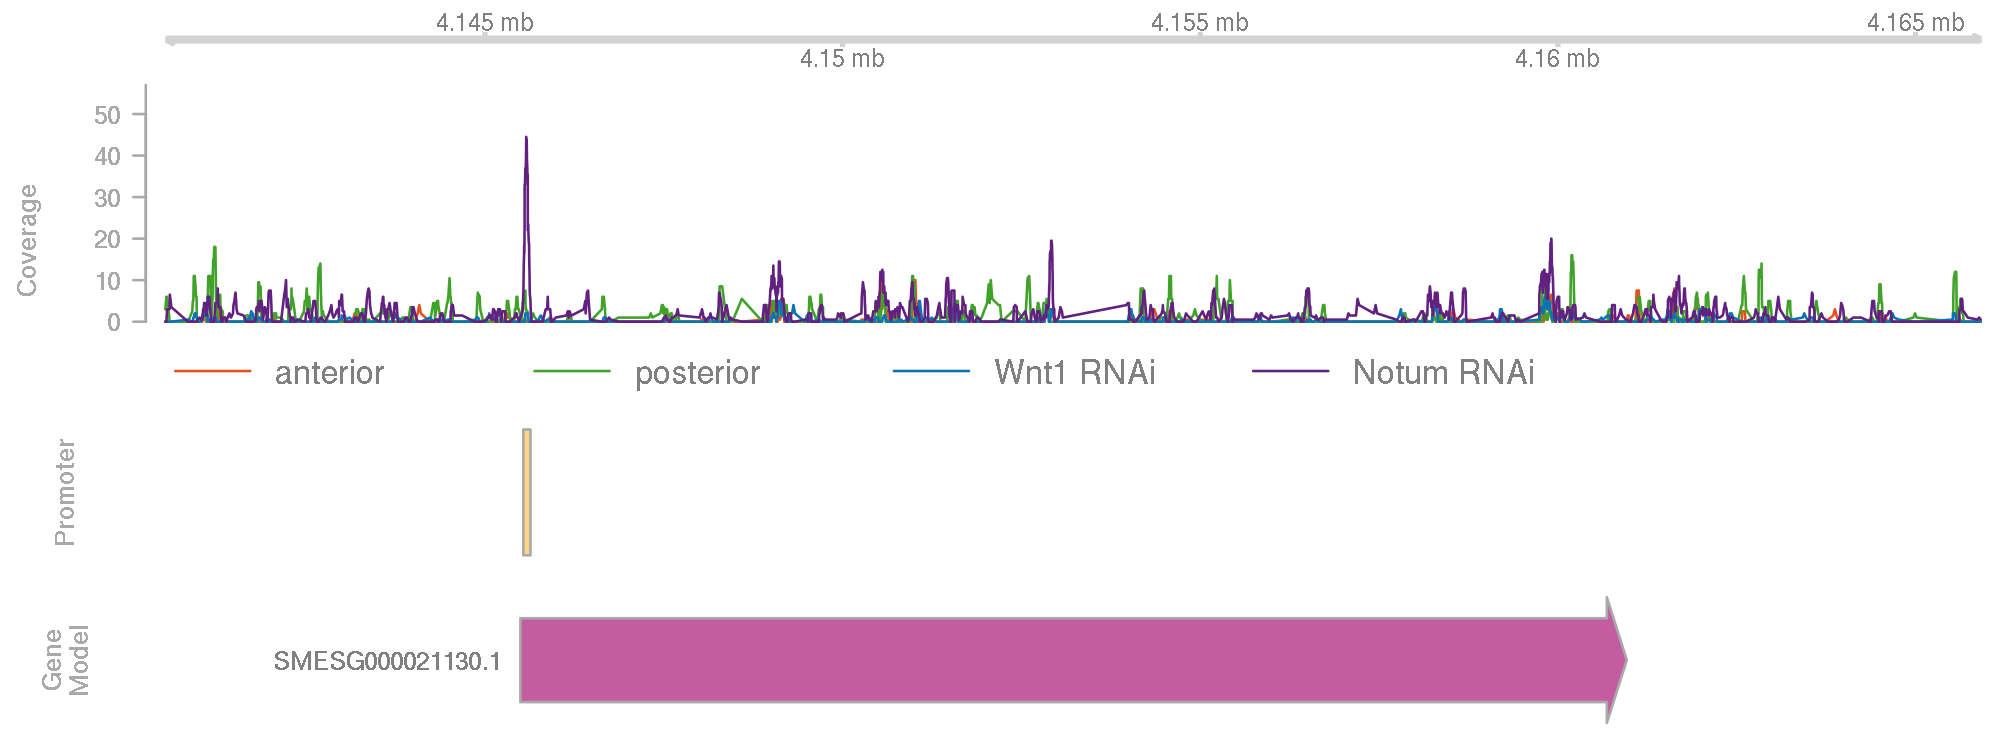 4.145 mb
4.155 mb
4.165 mb
4.15 mb
4.16 mb
Coverage
50
40
30
20
10
0
anterior
posterior
Wnt1 RNAi
Notum RNAi
Promoter
Gene
Model
SMESG000021130.1